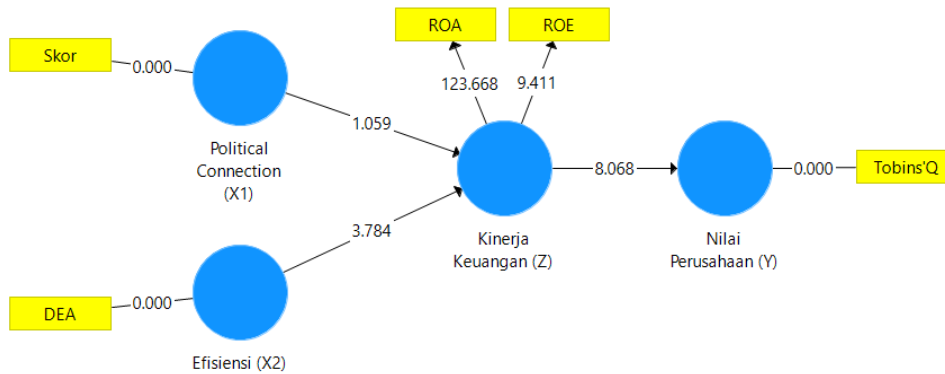 ROA
ROE
Skor
0.000
123.668
9.411
1.059
Political
Connection
(X1)
8.068
0.000
Tobins'Q
3.784
Kinerja
Keuangan (Z)
Nilai
Perusahaan (Y)
DEA
0.000
Efisiensi (X2)